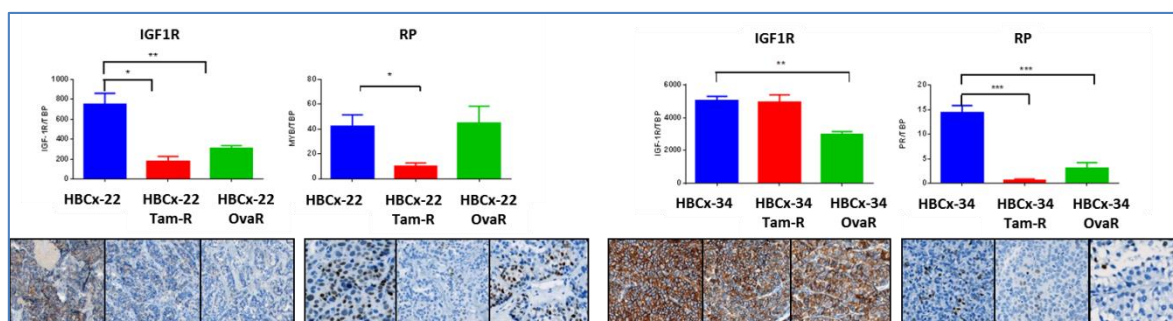 IGF1R
**
*
1000
800
600
400
200
0
IGF-1R/TBP
HBCx-22
HBCx-22 Tam-R
HBCx-22 OvaR
RP
*
80
60
40
20
0
MYB/TBP
HBCx-22
HBCx-22 Tam-R
HBCx-22 OvaR
IGF1R
**
6000
4000
2000
0
IGF-1R/TBP
HBCx-34
HBCx-34 Tam-R
HBCx-34 OvaR
RP
***
***
20
15
10
5
0
PR/TBP
HBCx-34
HBCx-34 Tam-R
HBCx-34 OvaR